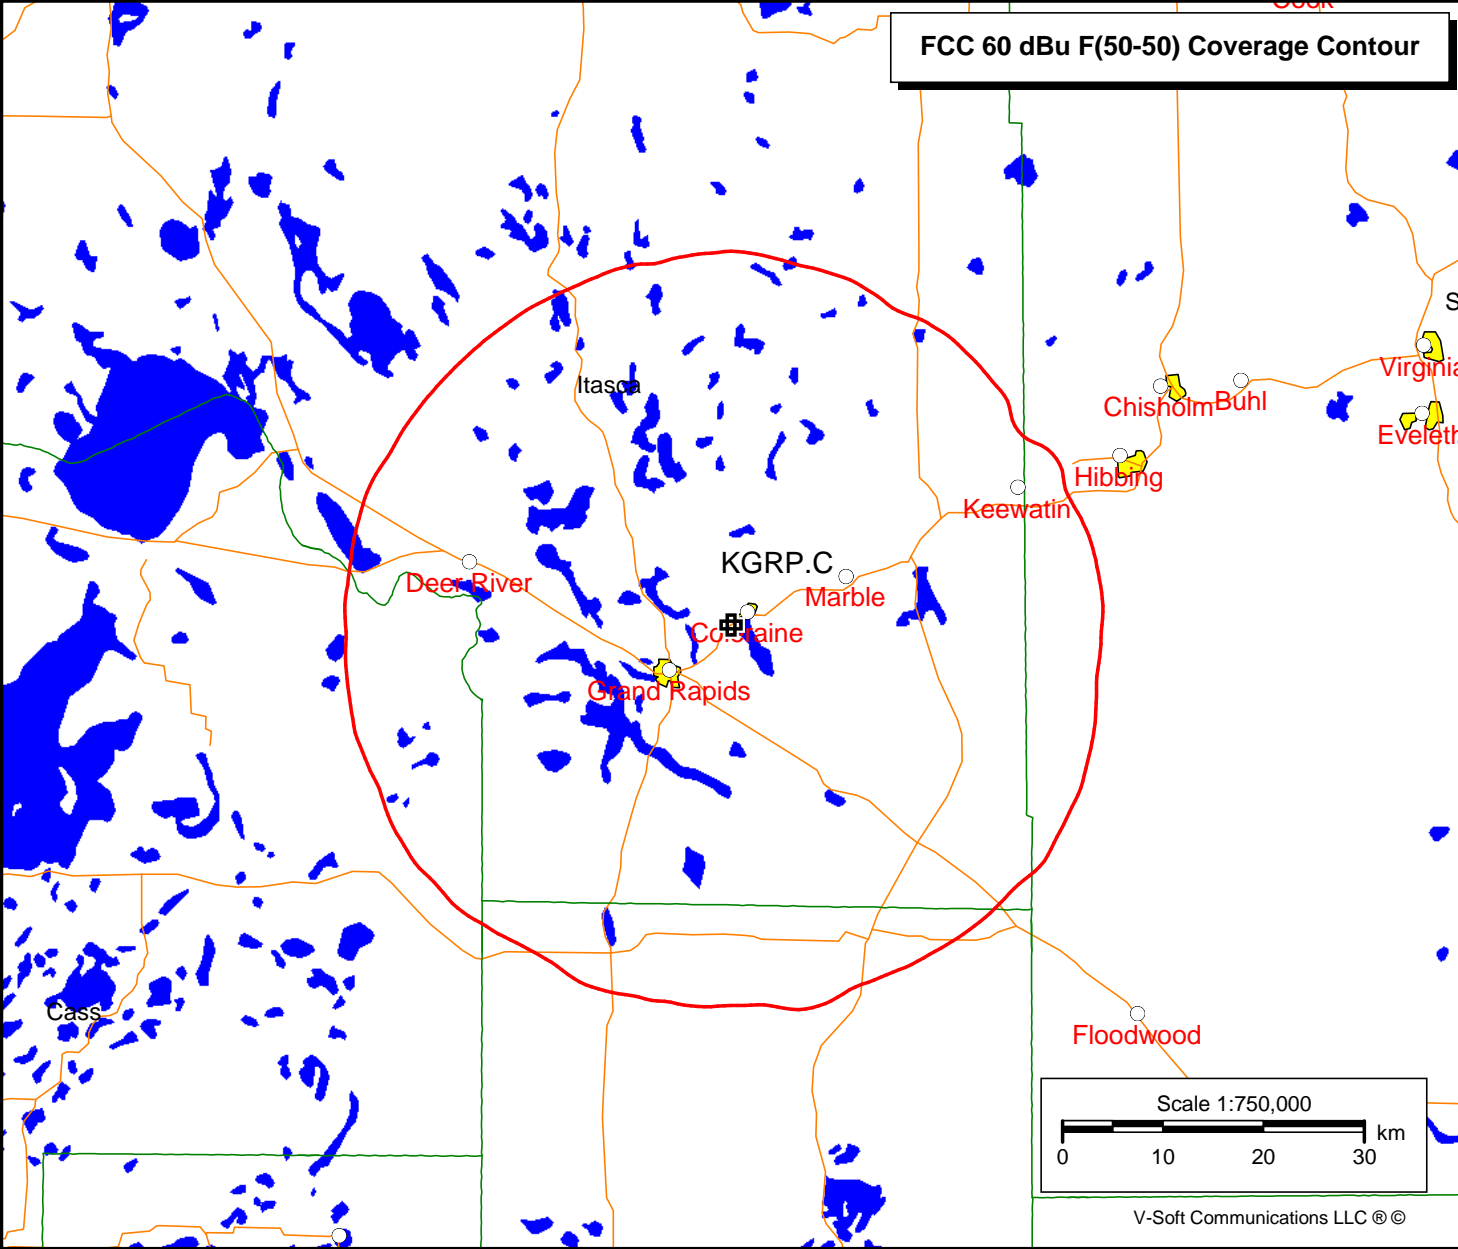 Cook
FCC 60 dBu F(50-50) Coverage Contour
S
Virginia
Itasca
Chisholm
Buhl
Eveleth
Hibbing
Keewatin
KGRP.C
Deer River
Marble
Coleraine
Grand Rapids
Cass
Floodwood
Scale 1:750,000
km
0 10 20 30
V-Soft Communications LLC ® ©